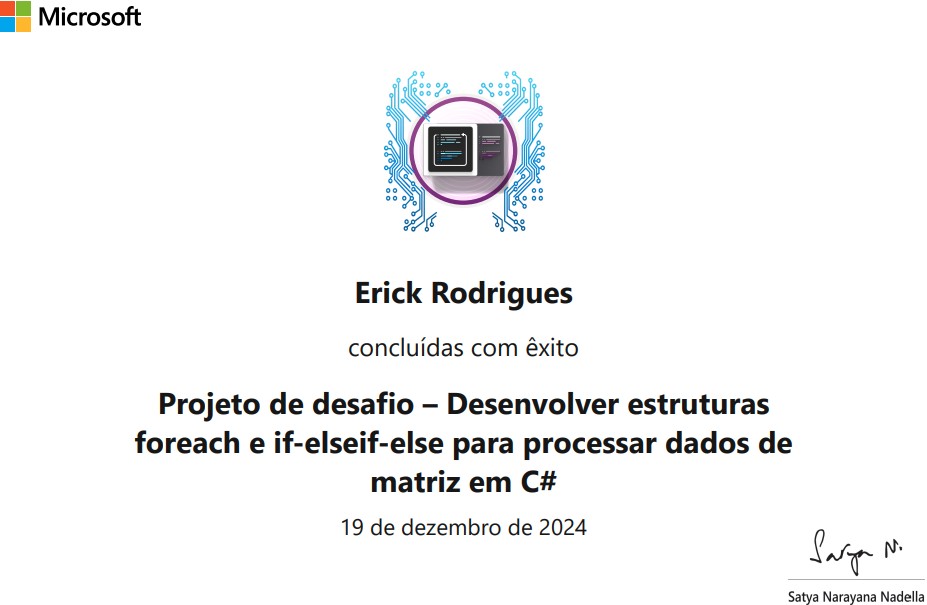 Microsoft
Erick Rodrigues
concluídas com êxito
Projeto de desafio – Desenvolver estruturas
foreach e if-elseif-else para processar dados de
matriz em C#
19 de dezembro de 2024
Satya N.
Satya Narayana Nadella